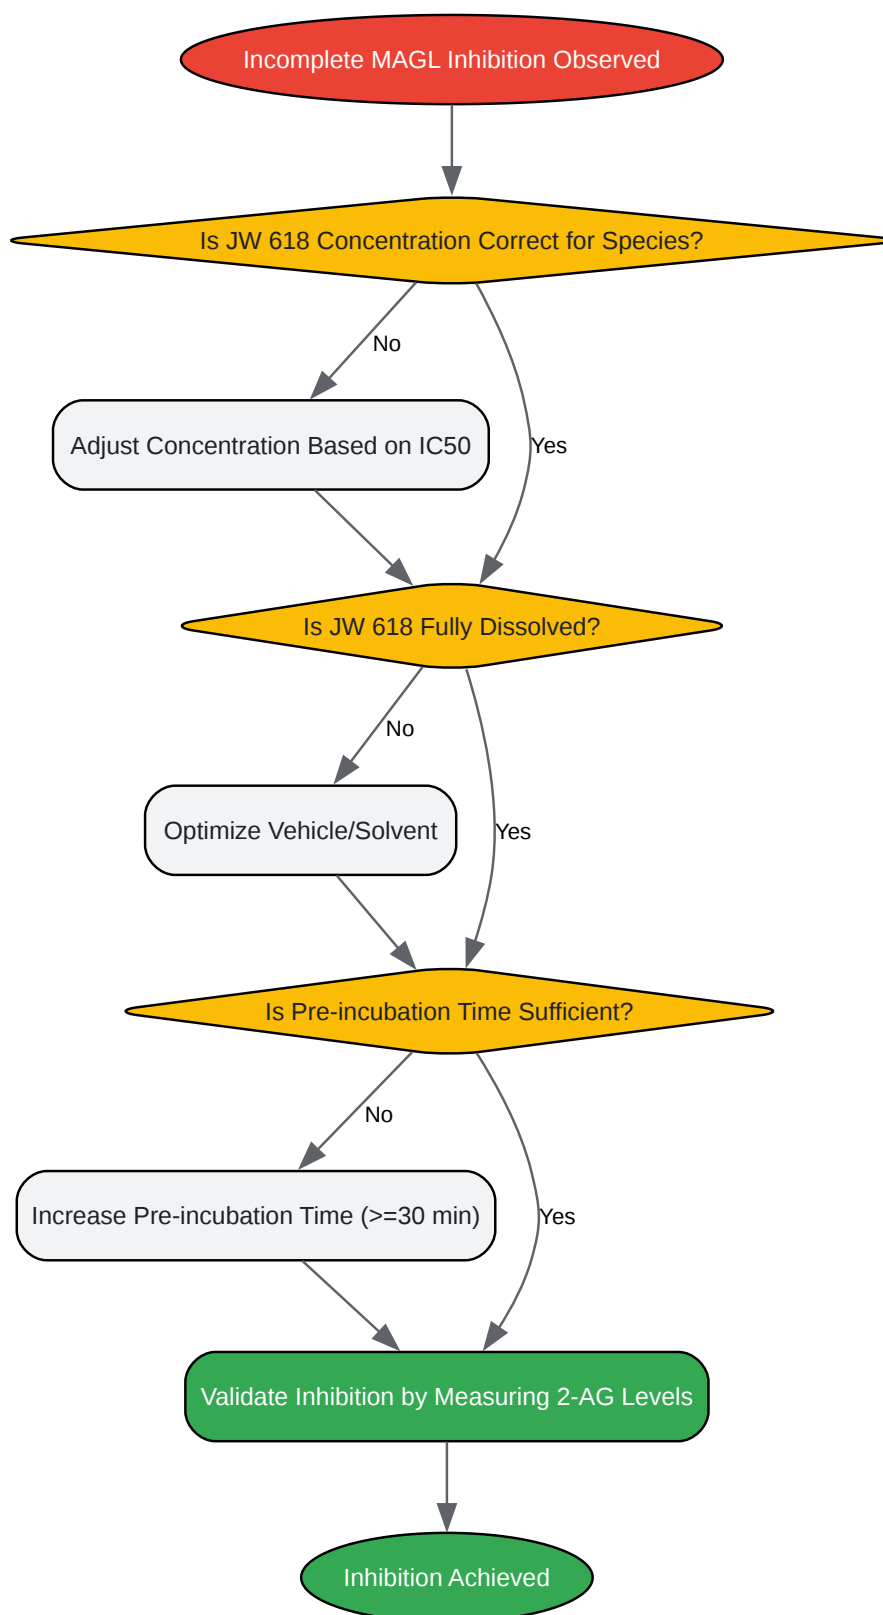 Incomplete MAGL Inhibition Observed
Is JW 618 Concentration Correct for Species?
No
Adjust Concentration Based on IC50
Yes
Is JW 618 Fully Dissolved?
No
Optimize Vehicle/Solvent
Yes
Is Pre-incubation Time Sufficient?
No
Increase Pre-incubation Time (>=30 min)
Yes
Validate Inhibition by Measuring 2-AG Levels
Inhibition Achieved